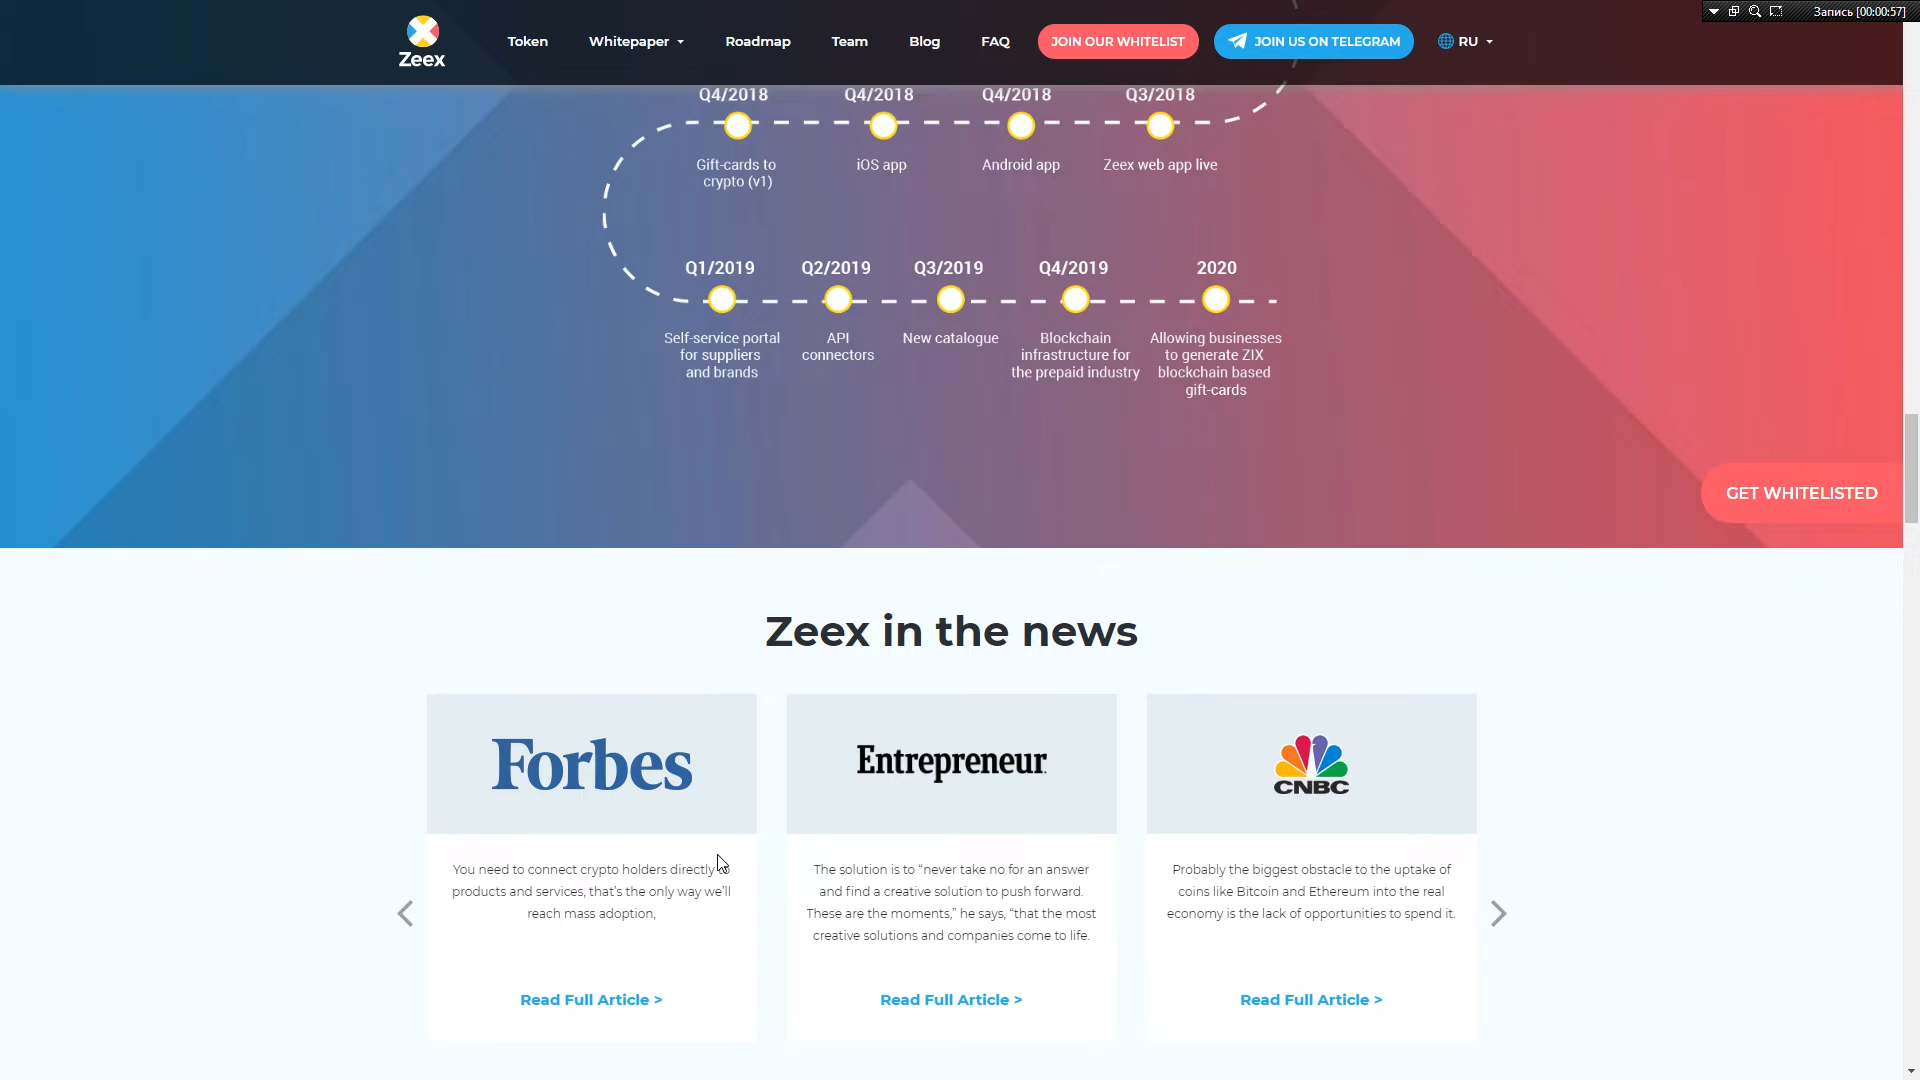 Запись [00:00:57]
Zeex
Token
Whitepaper
Roadmap
Team
Blog
FAQ
JOIN OUR WHITELIST
JOIN US ON TELEGRAM
RU
Q4/2018
Q4/2018
Q4/2018
Q3/2018
Gift-cards to
crypto (v1)
iOS app
Android app
Zeex web app live
Q1/2019
Q2/2019
Q3/2019
Q4/2019
2020
Self-service portal
for suppliers
and brands
API
connectors
New catalogue
Blockchain
infrastructure for
the prepaid industry
Allowing businesses
to generate ZIX
blockchain based
gift-cards
GET WHITELISTED
Zeex in the news
Forbes
You need to connect crypto holders directly
products and services, that’s the only way we’ll
reach mass adoption,
Read Full Article >
Entrepreneur
The solution is to “never take no for an answer
and find a creative solution to push forward.
These are the moments,” he says, “that the most
creative solutions and companies come to life.
Read Full Article >
CNBC
Probably the biggest obstacle to the uptake of
coins like Bitcoin and Ethereum into the real
economy is the lack of opportunities to spend it.
Read Full Article >